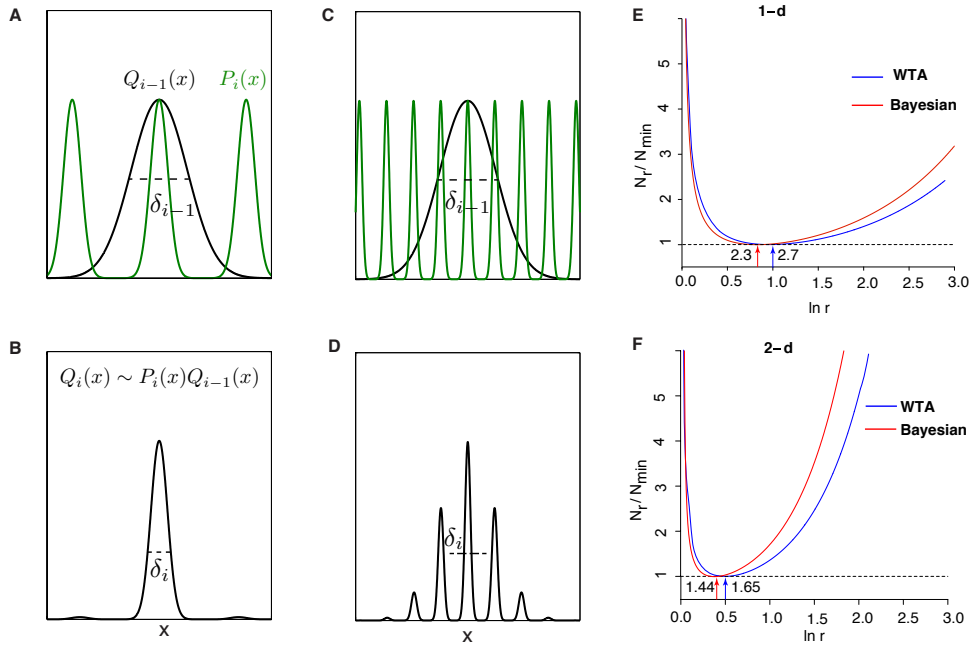 A
Q_{i−1}(x)
P_i(x)
δ_{i−1}
B
Q_i(x) ∼ P_i(x)Q_{i−1}(x)
δ_i
X
C
δ_{i−1}
D
δ_i
X
E
1−d
N_r / N_min
5
4
3
2
1
WTA
Bayesian
2.3
2.7
0.0 0.5 1.0 1.5 2.0 2.5 3.0
ln r
F
2−d
N_r / N_min
5
4
3
2
1
WTA
Bayesian
1.44
1.65
0.0 0.5 1.0 1.5 2.0 2.5 3.0
ln r